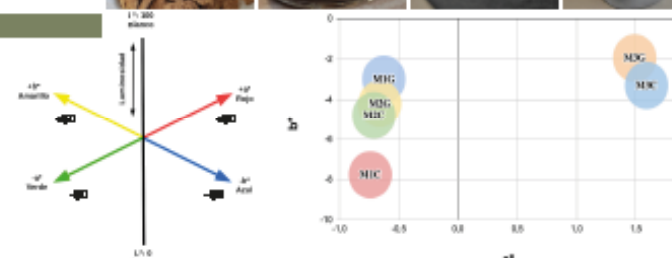 L*: 100
Blanco
Luminosidad
+b*
Amarillo
+a*
Rojo
-a*
Verde
-b*
Azul
L*: 0
b*
0
-2
-4
-6
-8
-10
-1,0
-0,5
0,0
0,5
1,0
1,5
M1G
M2G
M2C
M1C
M3G
M3C
a*